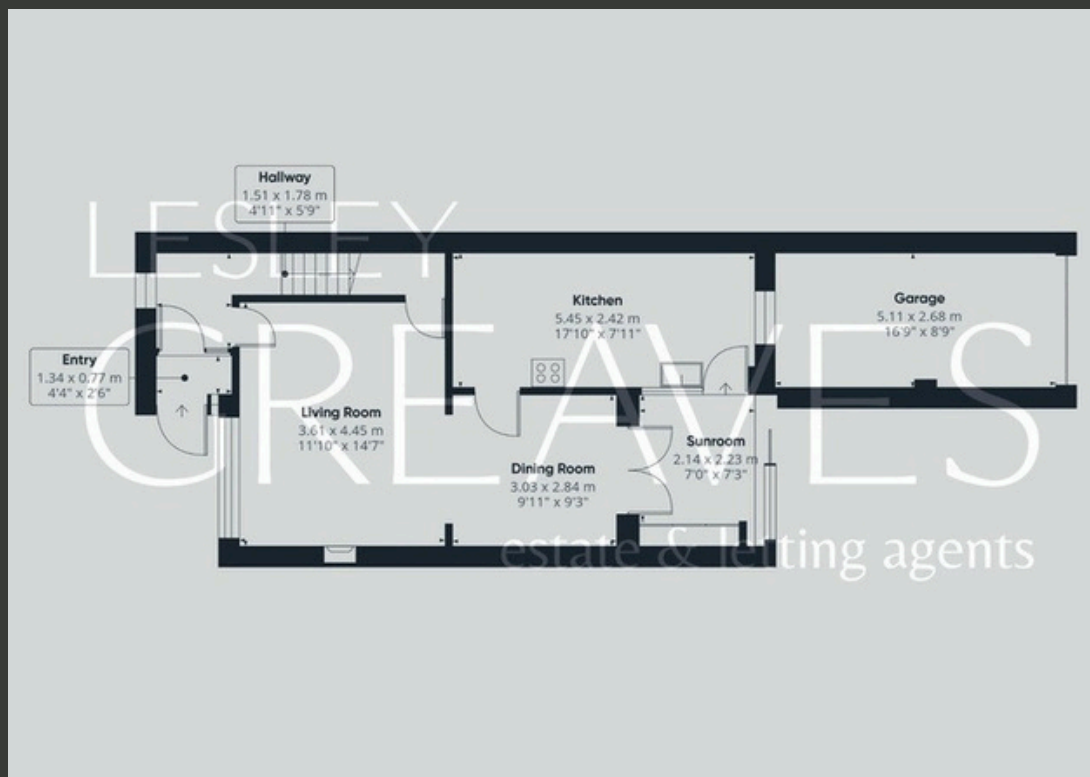 Hallway
1.51 x 1.78 m
4'11" x 5'9"
LESLEY
GREAVES
estate & letting agents
Kitchen
5.45 x 2.42 m
17'10" x 7'11"
Garage
5.11 x 2.68 m
16'9" x 8'9"
Entry
1.34 x 0.77 m
4'4" x 2'6"
Living Room
3.61 x 4.45 m
11'10" x 14'7"
Dining Room
3.03 x 2.84 m
9'11" x 9'3"
Sunroom
2.14 x 2.23 m
7'0" x 7'3"